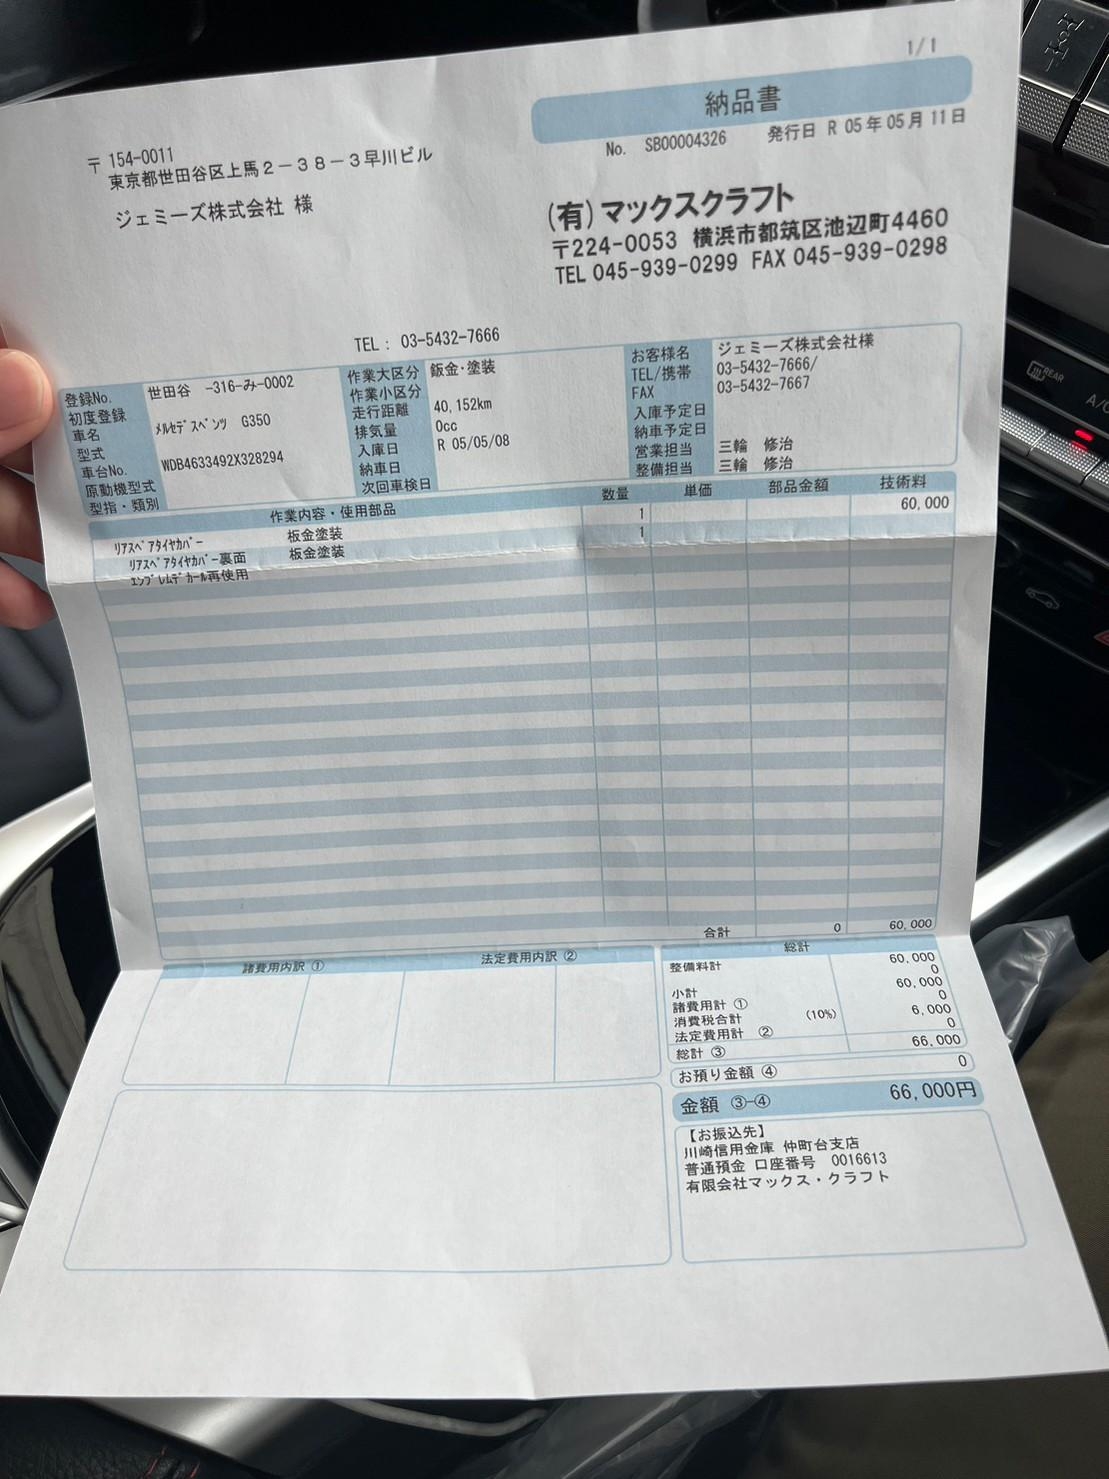 1/1
納品書
No. SB00004326 発行日 R 05年05月11日
〒 154-0011
東京都世田谷区上馬2-38-3早川ビル
ジェミーズ株式会社 様
(有)マックスクラフト
〒224-0053 横浜市都筑区池辺町4460
TEL 045-939-0299 FAX 045-939-0298
TEL: 03-5432-7666
登録No. 世田谷 -316-み-0002
初度登録
車名 メルセデスベンツ G350
型式
車台No. WDB4633492X328294
原動機型式
型指・類別
作業大区分 鈑金・塗装
作業小区分
走行距離 40,152km
排気量 0cc
入庫日 R 05/05/08
納車日
次回車検日
お客様名 ジェミーズ株式会社様
TEL/携帯 03-5432-7666/
FAX 03-5432-7667
入庫予定日
納車予定日
営業担当 三輪 修治
整備担当 三輪 修治
作業内容・使用部品 数量 単価 部品金額 技術料
リアスペアタイヤカバー 板金塗装 1 60,000
リアスペアタイヤカバー裏面 板金塗装 1
エンブレムデカール再使用
合計 0 60,000
諸費用内訳 ① 法定費用内訳 ② 総計
整備料計 60,000
0
小計 60,000
諸費用計 ① 0
消費税合計 (10%) 6,000
法定費用計 ② 0
総計 ③ 66,000
お預り金額 ④ 0
金額 ③-④ 66,000円
【お振込先】
川崎信用金庫 仲町台支店
普通預金 口座番号 0016613
有限会社マックス・クラフト
REAR
A/C